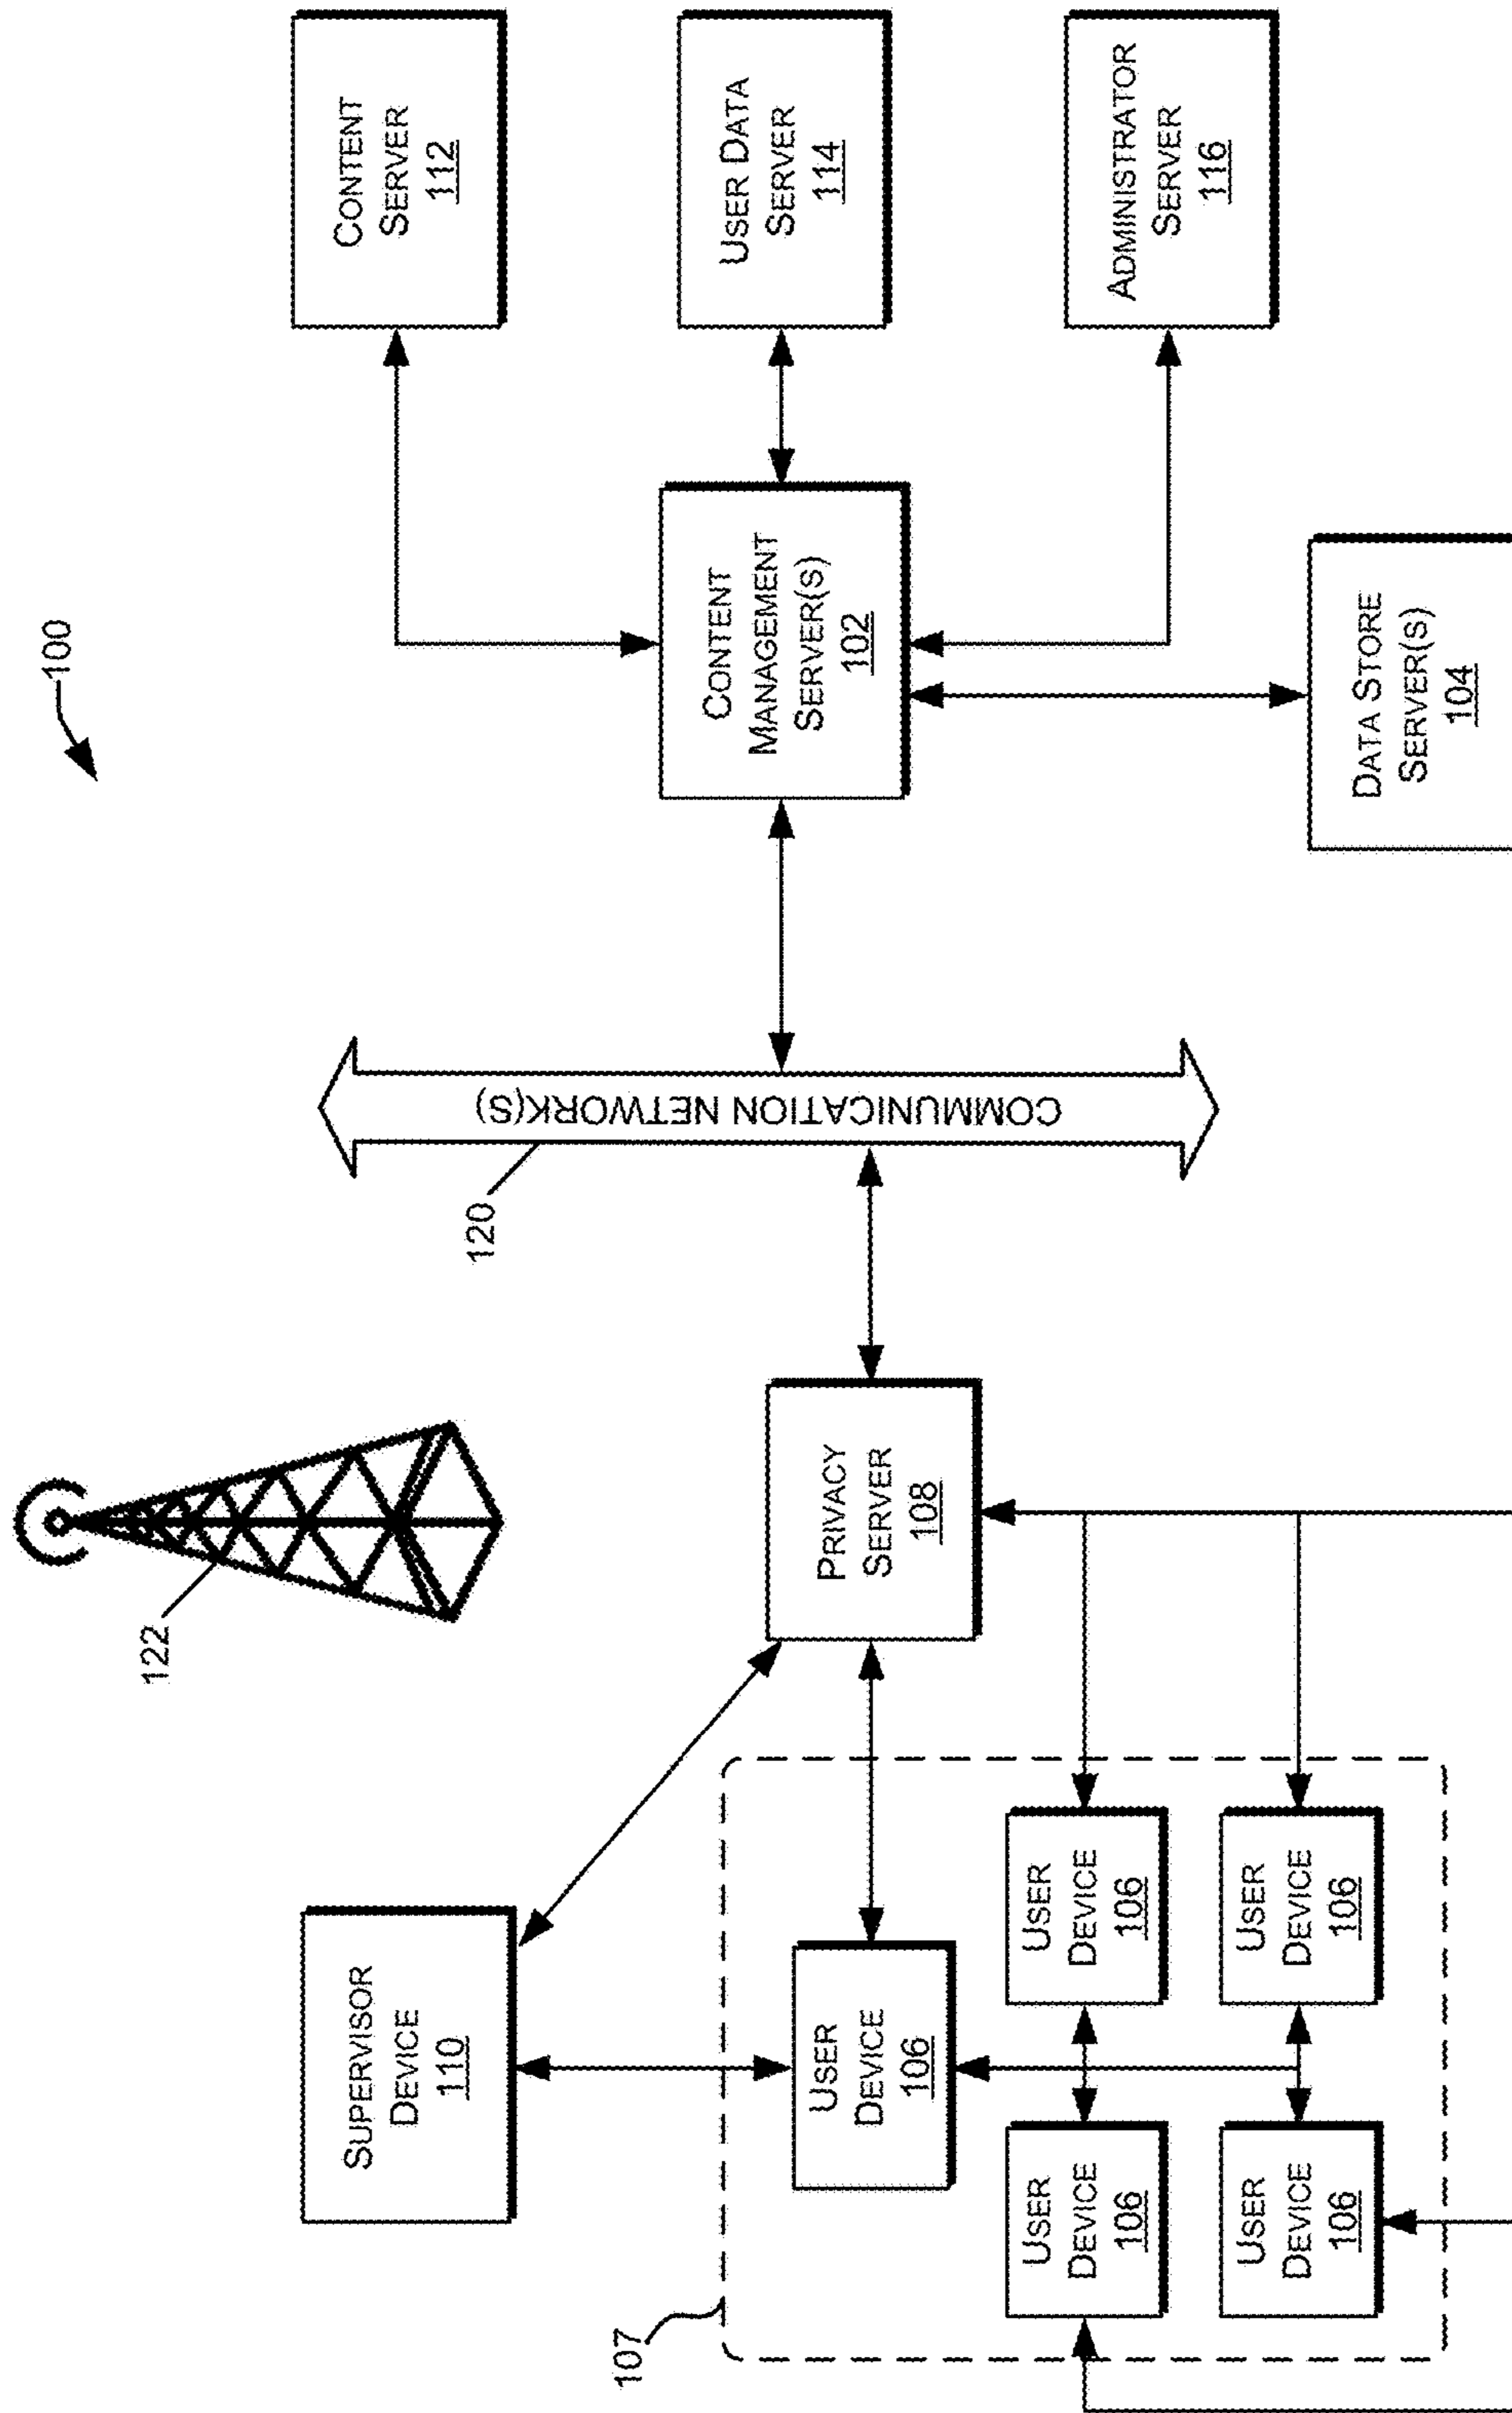 100
122
120
107
SUPERVISOR
DEVICE
110
USER
DEVICE
106
USER
DEVICE
106
USER
DEVICE
106
USER
DEVICE
106
USER
DEVICE
106
PRIVACY
SERVER
108
COMMUNICATION NETWORK(S)
CONTENT
MANAGEMENT
SERVER(S)
102
DATA STORE
SERVER(S)
104
CONTENT
SERVER
112
USER DATA
SERVER
114
ADMINISTRATOR
SERVER
116